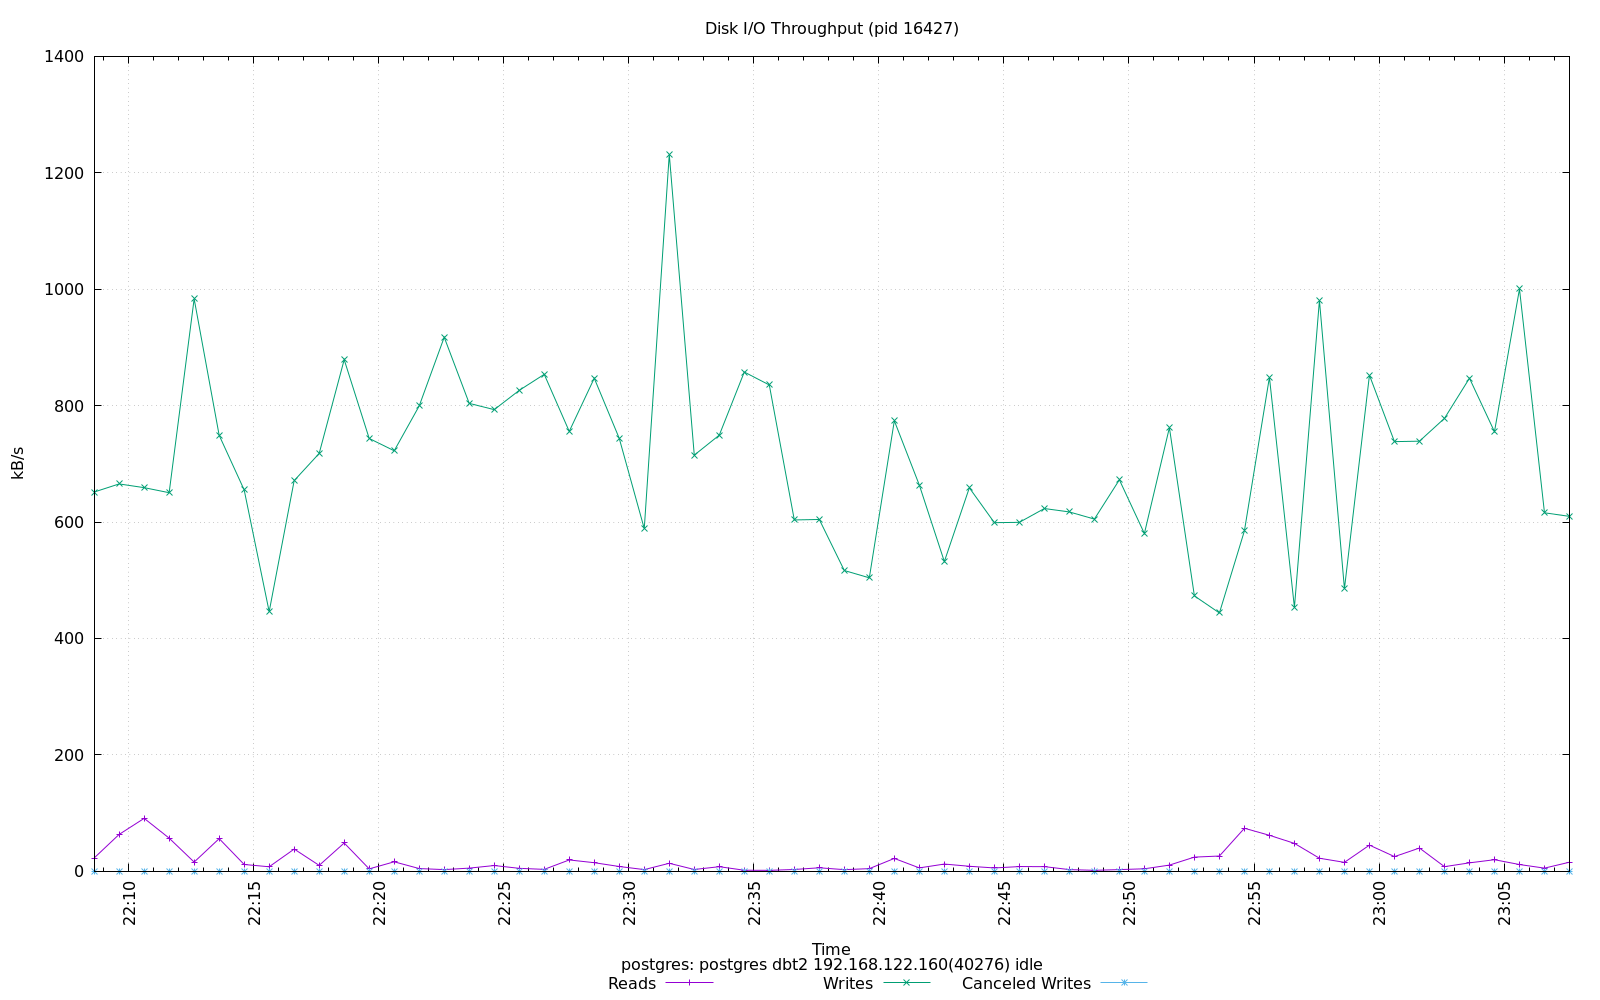 Disk I/O Throughput (pid 16427)
1400
1200
1000
800
600
400
200
0
kB/s
22:10 22:15 22:20 22:25 22:30 22:35 22:40 22:45 22:50 22:55 23:00 23:05
Time
postgres: postgres dbt2 192.168.122.160(40276) idle
Reads Writes Canceled Writes